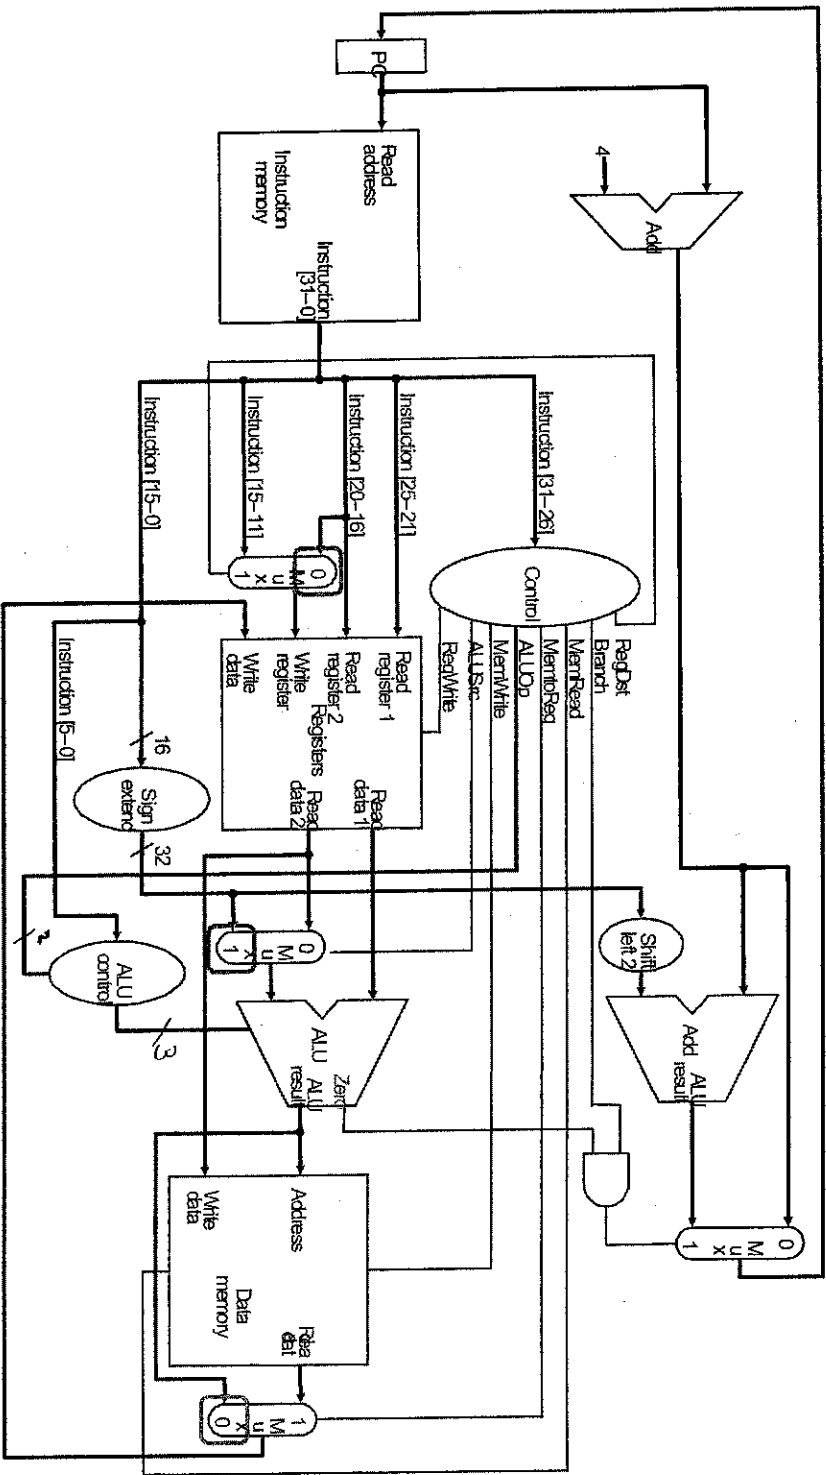 PC
4
Add
Read
address
Instruction
memory
Instruction
[31–0]
Instruction [31–26]
Instruction [25–21]
Instruction [20–16]
Instruction [15–11]
Instruction [15–0]
Instruction [5–0]
Control
RegDst
Branch
MemRead
MemtoReg
ALUOp
MemWrite
ALUSrc
RegWrite
0
M
u
x
1
Read
register 1
Read
register 2
Write
register
Write
data
Registers
Read
data 1
Read
data 2
16
Sign
extend
32
0
M
u
x
1
Shift
left 2
ALU
control
2
3
ALU
Zero
ALU
result
Add
ALU
result
0
M
u
x
1
Address
Write
data
Data
memory
Rdea
dat
1
M
u
x
0